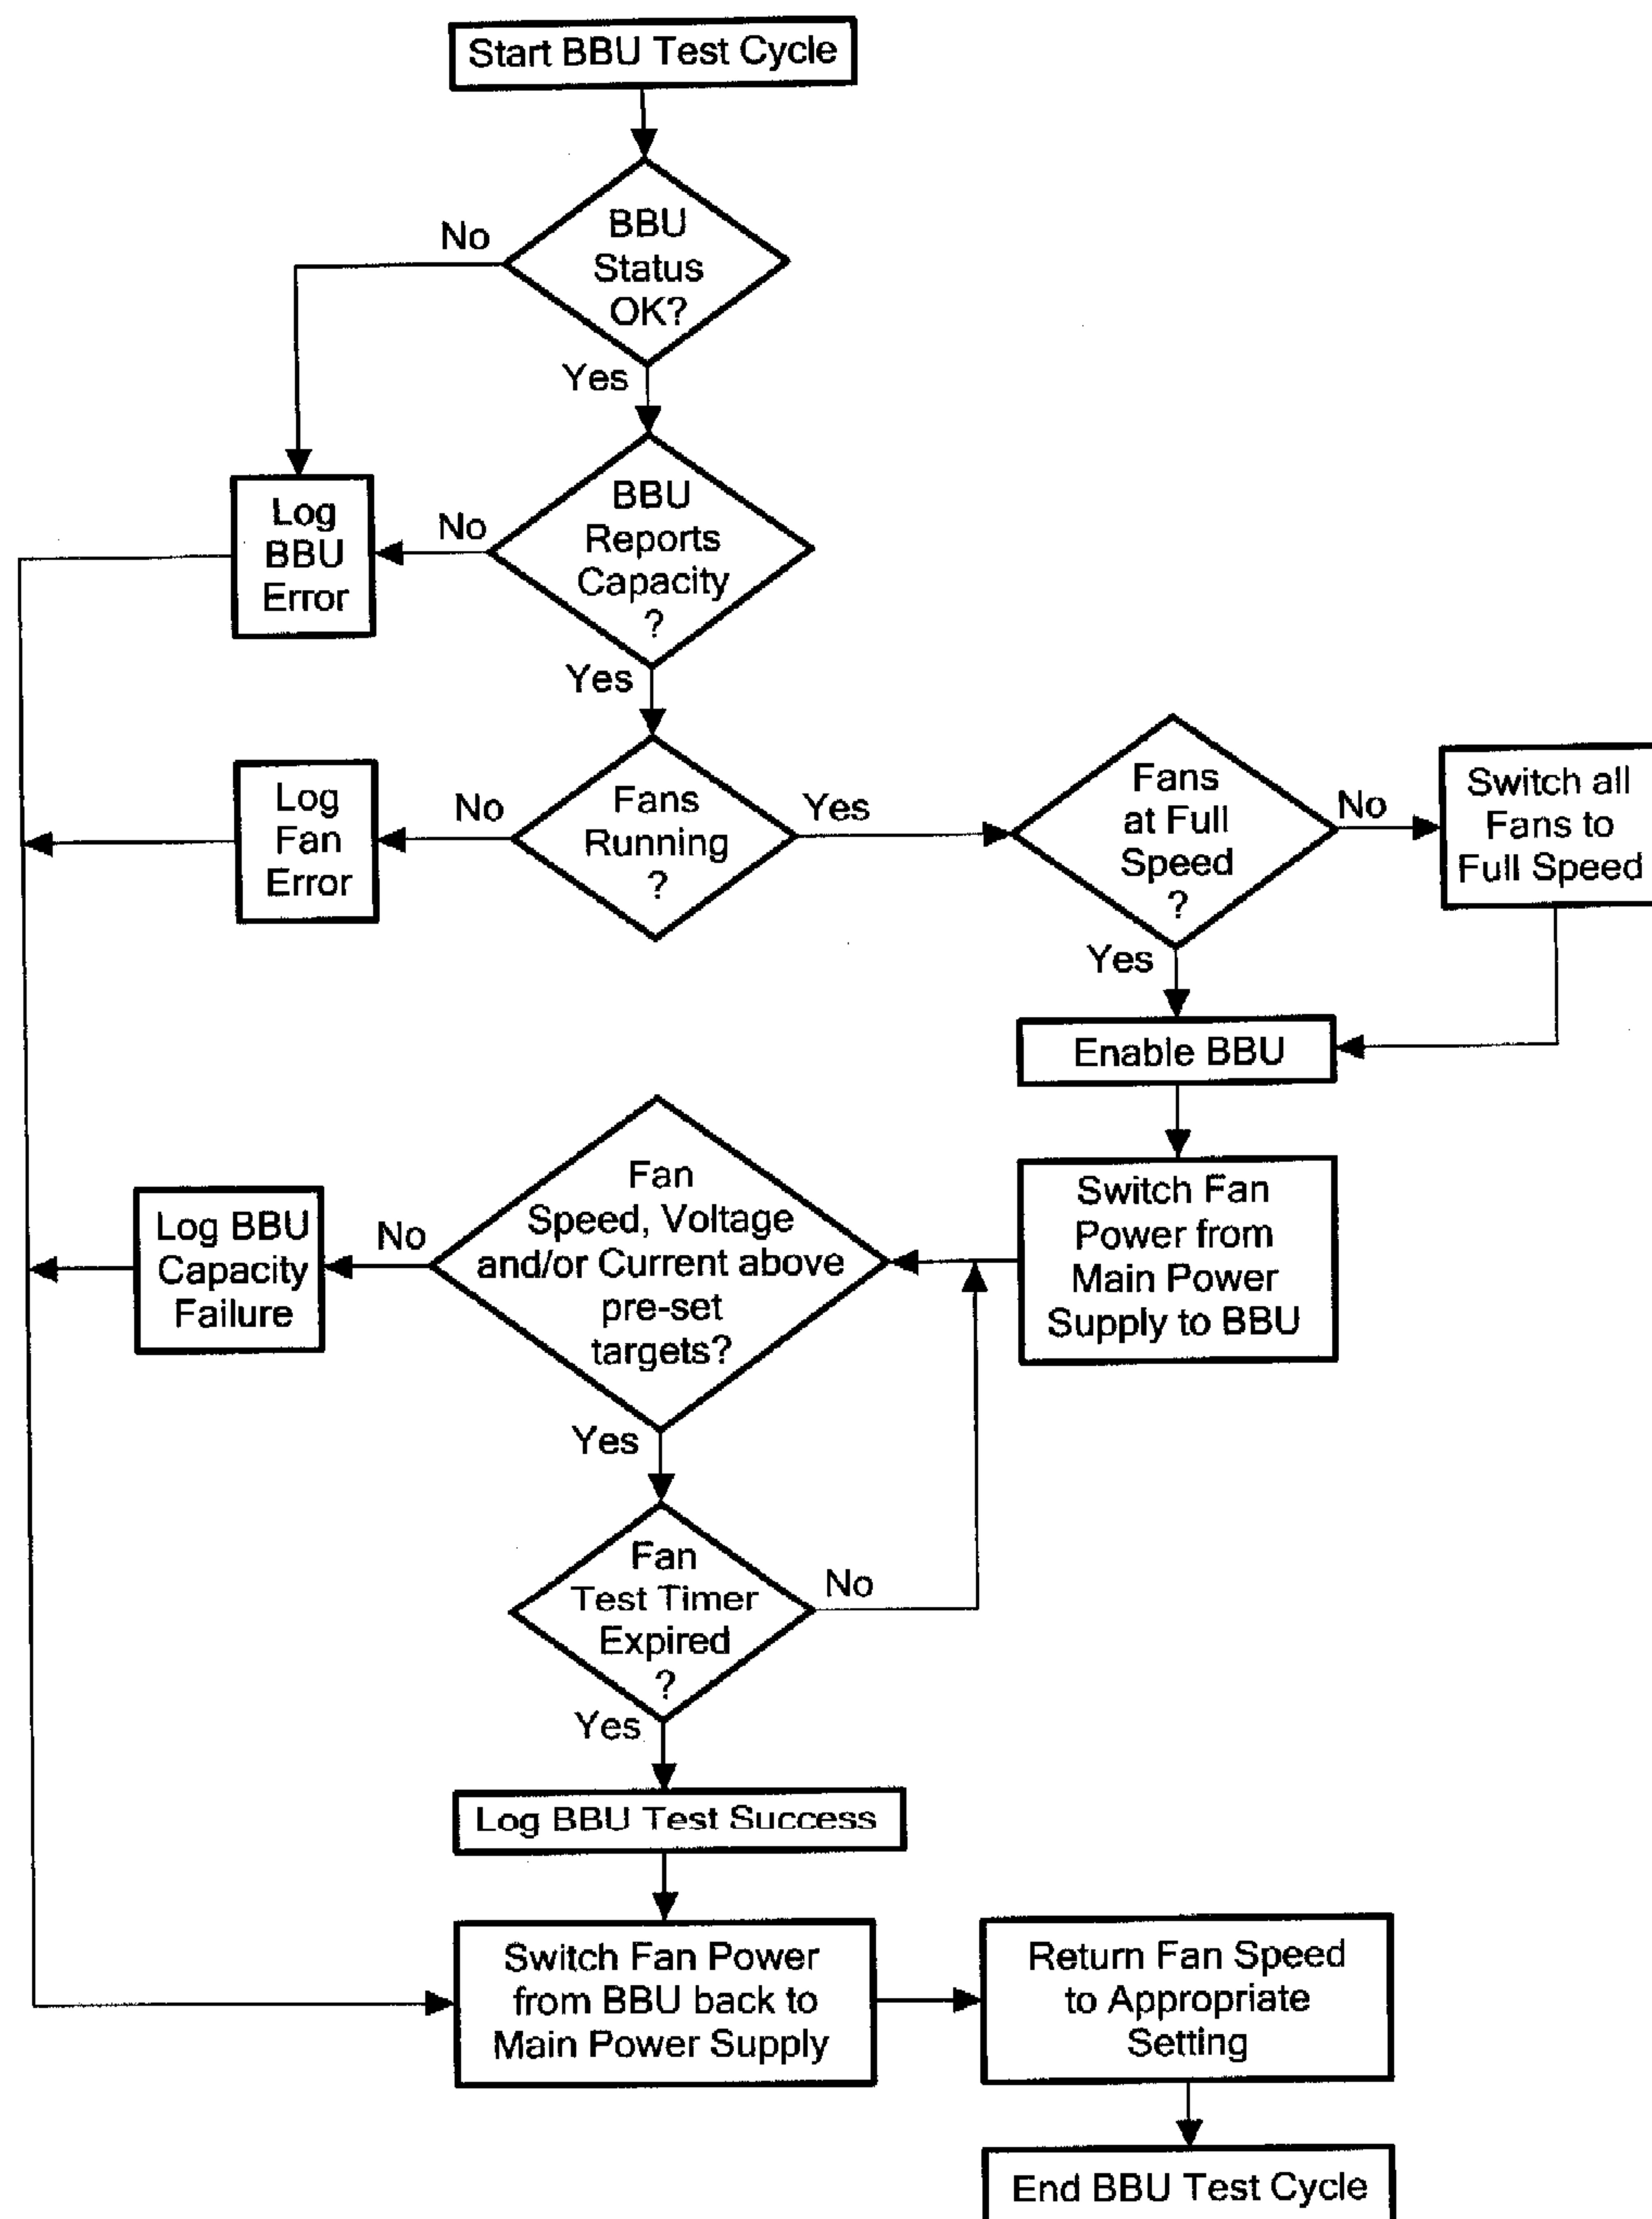 Start BBU Test Cycle
BBU
Status
OK?
No
Yes
BBU
Reports
Capacity
?
No
Log
BBU
Error
Yes
Fans
Running
?
No
Log
Fan
Error
Yes
Fans
at Full
Speed
?
No
Switch all
Fans to
Full Speed
Yes
Enable BBU
Switch Fan
Power from
Main Power
Supply to BBU
Fan
Speed, Voltage
and/or Current above
pre-set
targets?
No
Log BBU
Capacity
Failure
Yes
Fan
Test Timer
Expired
?
No
Yes
Log BBU Test Success
Switch Fan Power
from BBU back to
Main Power Supply
Return Fan Speed
to Appropriate
Setting
End BBU Test Cycle